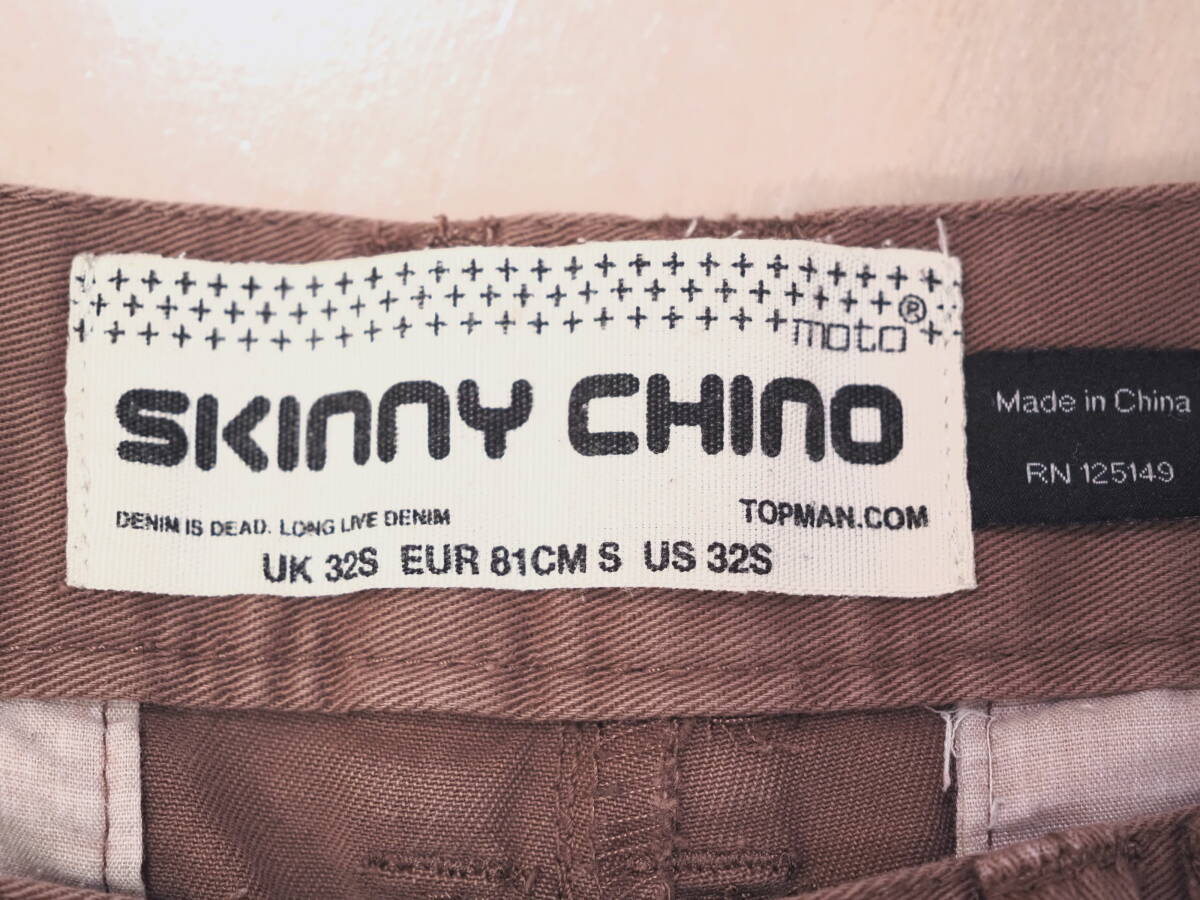 moto®
SKINNY CHINO
DENIM IS DEAD. LONG LIVE DENIM
TOPMAN.COM
UK 32S EUR 81CM S US 32S
Made in China
RN 125149